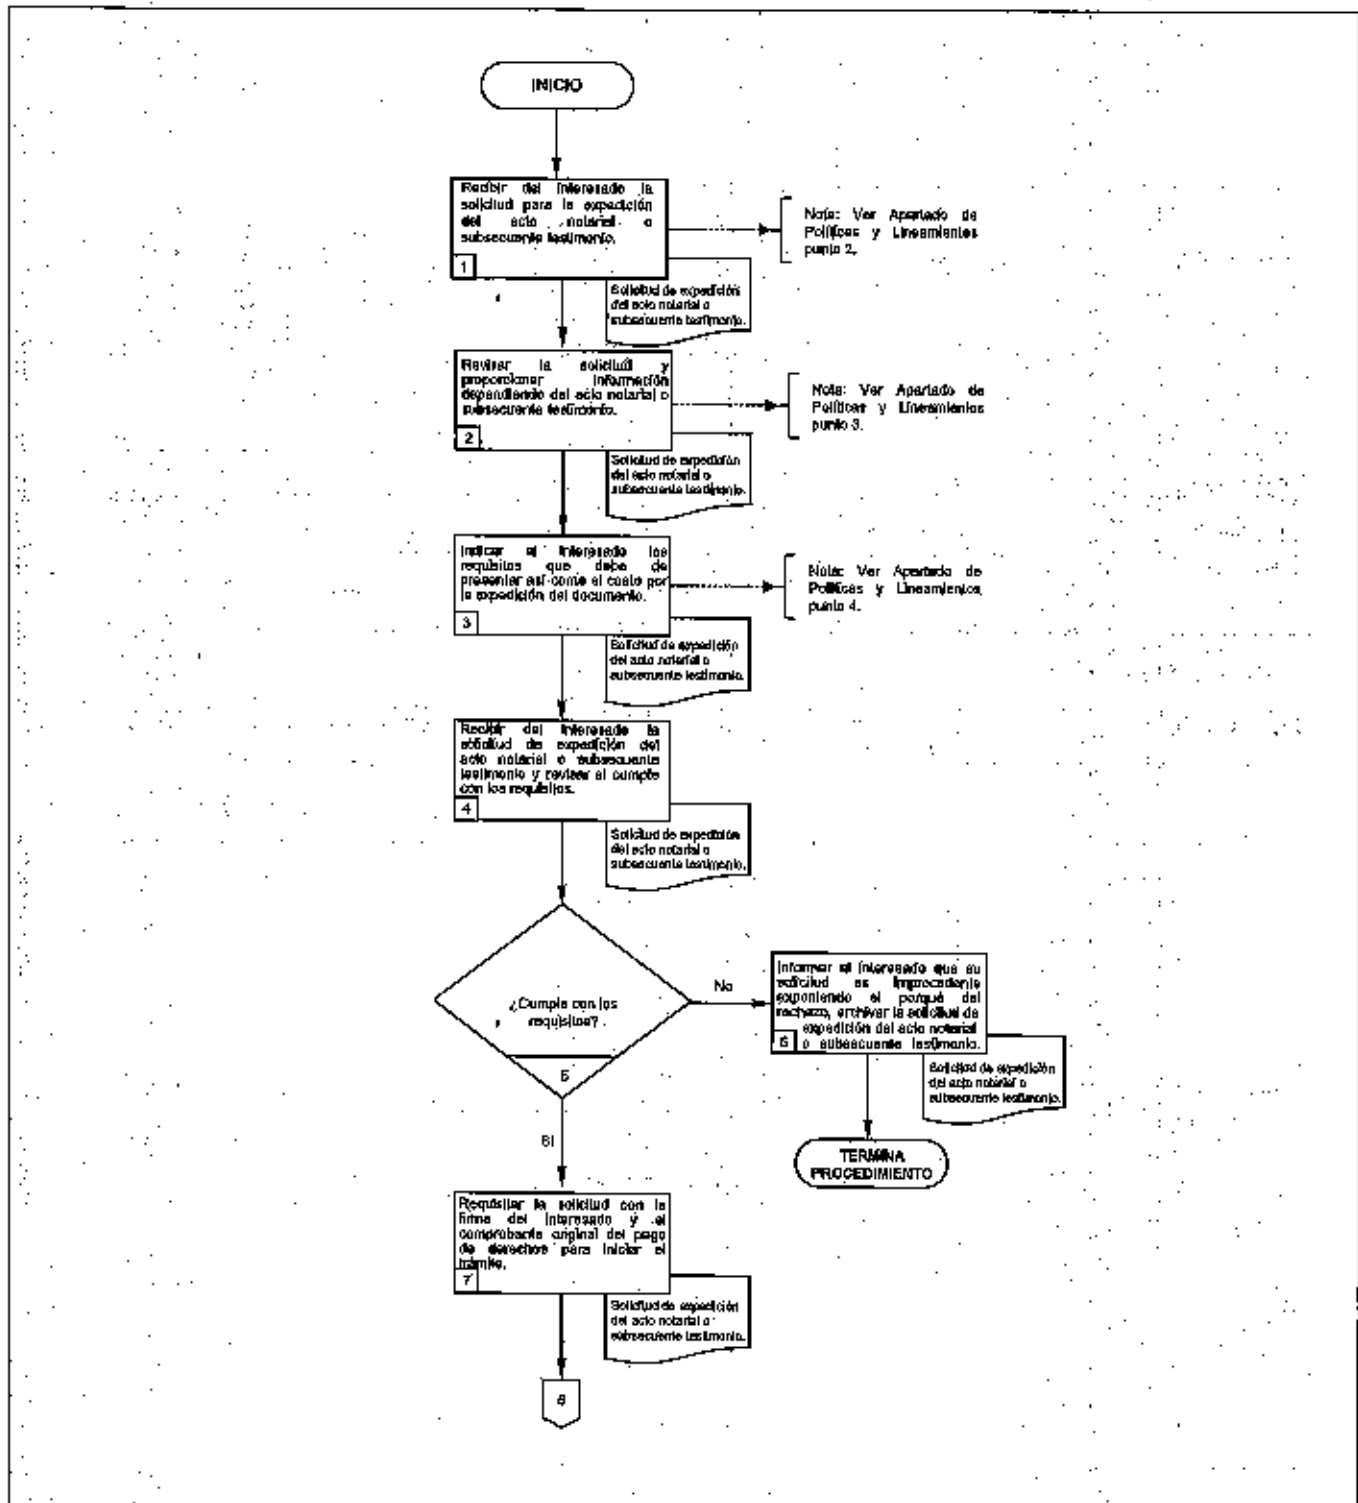 INICIO
Recibir del interesado la
solicitud para la expedición
del acto notarial o
subsecuente testimonio.
1
Nota: Ver Apartado de
Políticas y Lineamientos
punto 2.
Solicitud de expedición
del acto notarial o
subsecuente testimonio.
Revisar la solicitud y
proporcionar información
dependiendo del acto notarial o
subsecuente testimonio.
2
Nota: Ver Apartado de
Políticas y Lineamientos
punto 3.
Solicitud de expedición
del acto notarial o
subsecuente testimonio.
Indicar al interesado los
requisitos que debe de
presentar así como el costo por
la expedición del documento.
3
Nota: Ver Apartado de
Políticas y Lineamientos
punto 4.
Solicitud de expedición
del acto notarial o
subsecuente testimonio.
Recibir del interesado la
solicitud de expedición del
acto notarial o subsecuente
testimonio y revisar si cumple
con los requisitos.
4
Solicitud de expedición
del acto notarial o
subsecuente testimonio.
¿Cumple con los
requisitos?
5
No
Informar al interesado que su
solicitud es improcedente
exponiendo el porqué del
rechazo, archivar la solicitud de
expedición del acto notarial
o subsecuente testimonio.
6
Solicitud de expedición
del acto notarial o
subsecuente testimonio.
TERMINA
PROCEDIMIENTO
SI
Requisitar la solicitud con la
firma del interesado y el
comprobante original del pago
de derechos para iniciar el
trámite.
7
Solicitud de expedición
del acto notarial o
subsecuente testimonio.
8